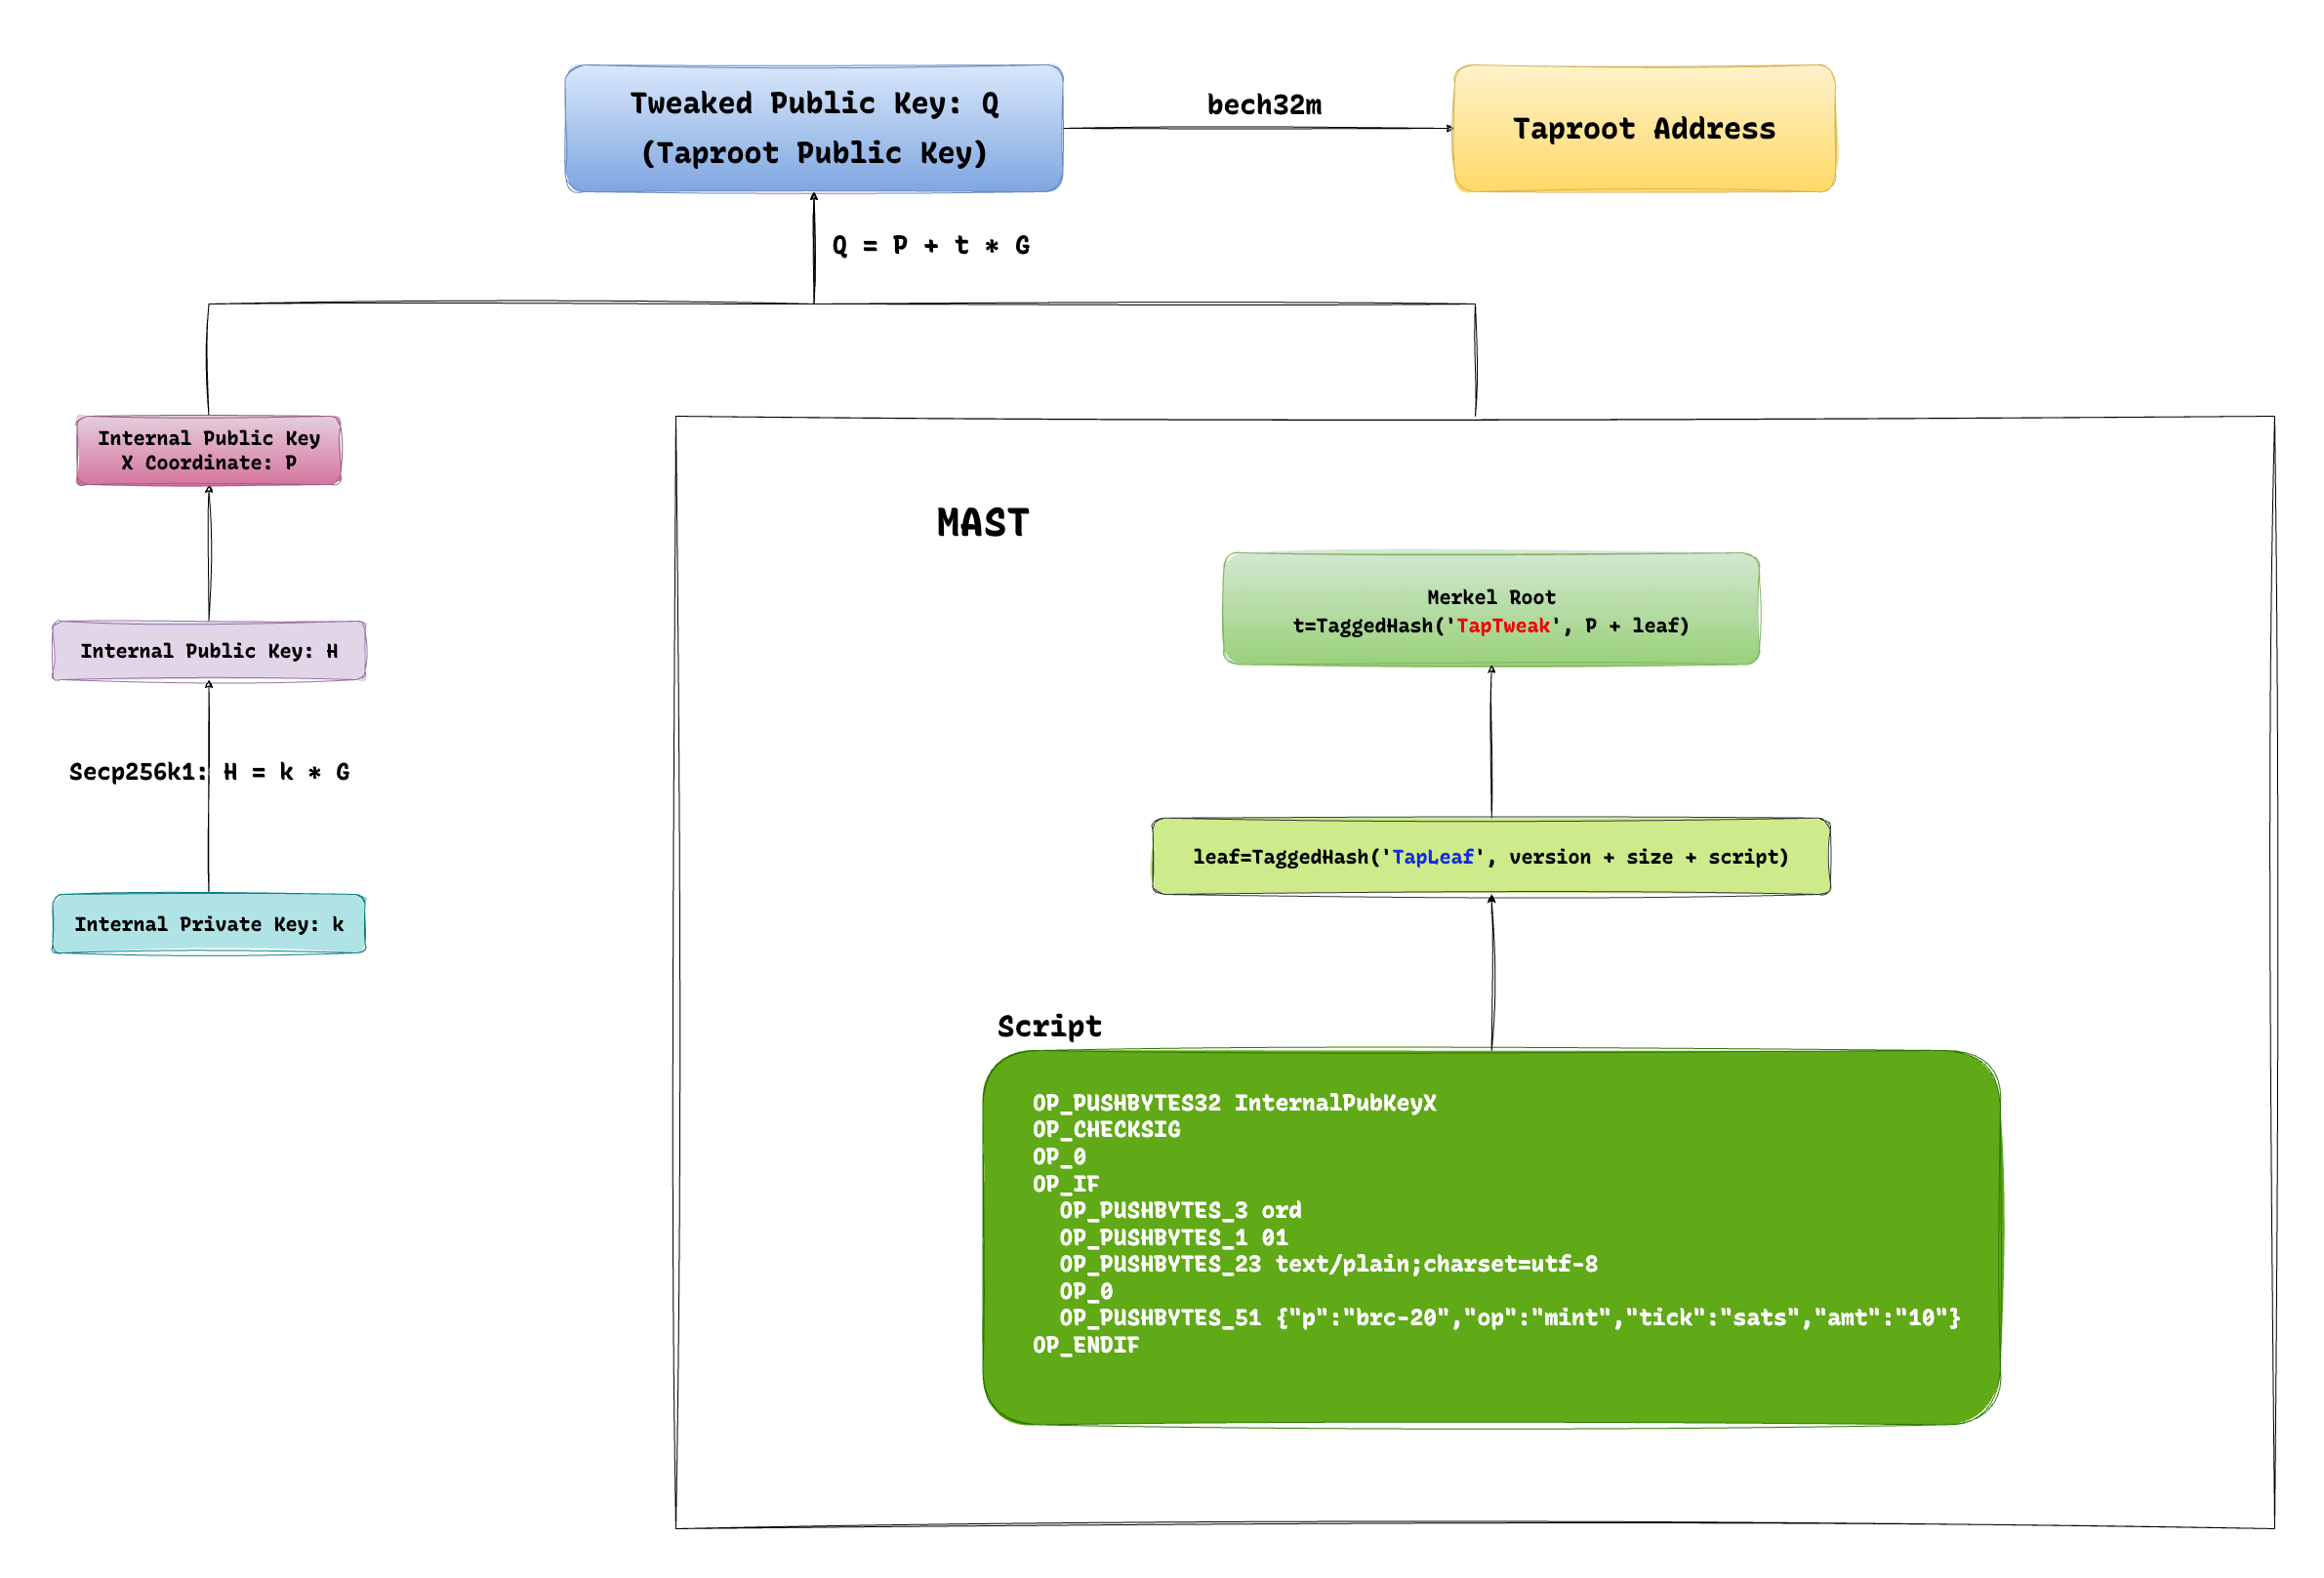 Tweaked Public Key: Q
(Taproot Public Key)
bech32m
Taproot Address
Q = P + t * G
Internal Public Key
X Coordinate: P
Internal Public Key: H
Secp256k1: H = k * G
Internal Private Key: k
MAST
Merkel Root
t=TaggedHash('TapTweak', P + leaf)
leaf=TaggedHash('TapLeaf', version + size + script)
Script
OP_PUSHBYTES32 InternalPubKeyX
OP_CHECKSIG
OP_0
OP_IF
OP_PUSHBYTES_3 ord
OP_PUSHBYTES_1 01
OP_PUSHBYTES_23 text/plain;charset=utf-8
OP_0
OP_PUSHBYTES_51 {"p":"brc-20","op":"mint","tick":"sats","amt":"10"}
OP_ENDIF